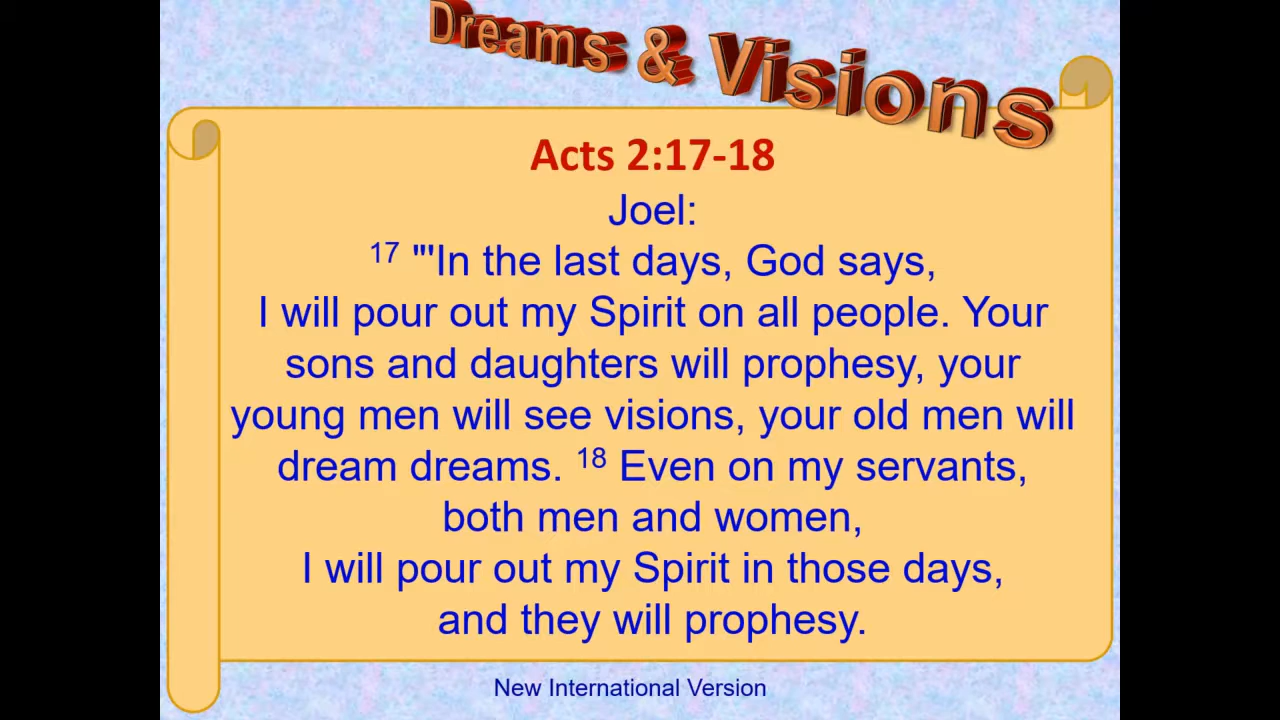 Dreams & Visions
Acts 2:17-18
Joel:
17 "'In the last days, God says,
I will pour out my Spirit on all people. Your
sons and daughters will prophesy, your
young men will see visions, your old men will
dream dreams. 18 Even on my servants,
both men and women,
I will pour out my Spirit in those days,
and they will prophesy.
New International Version